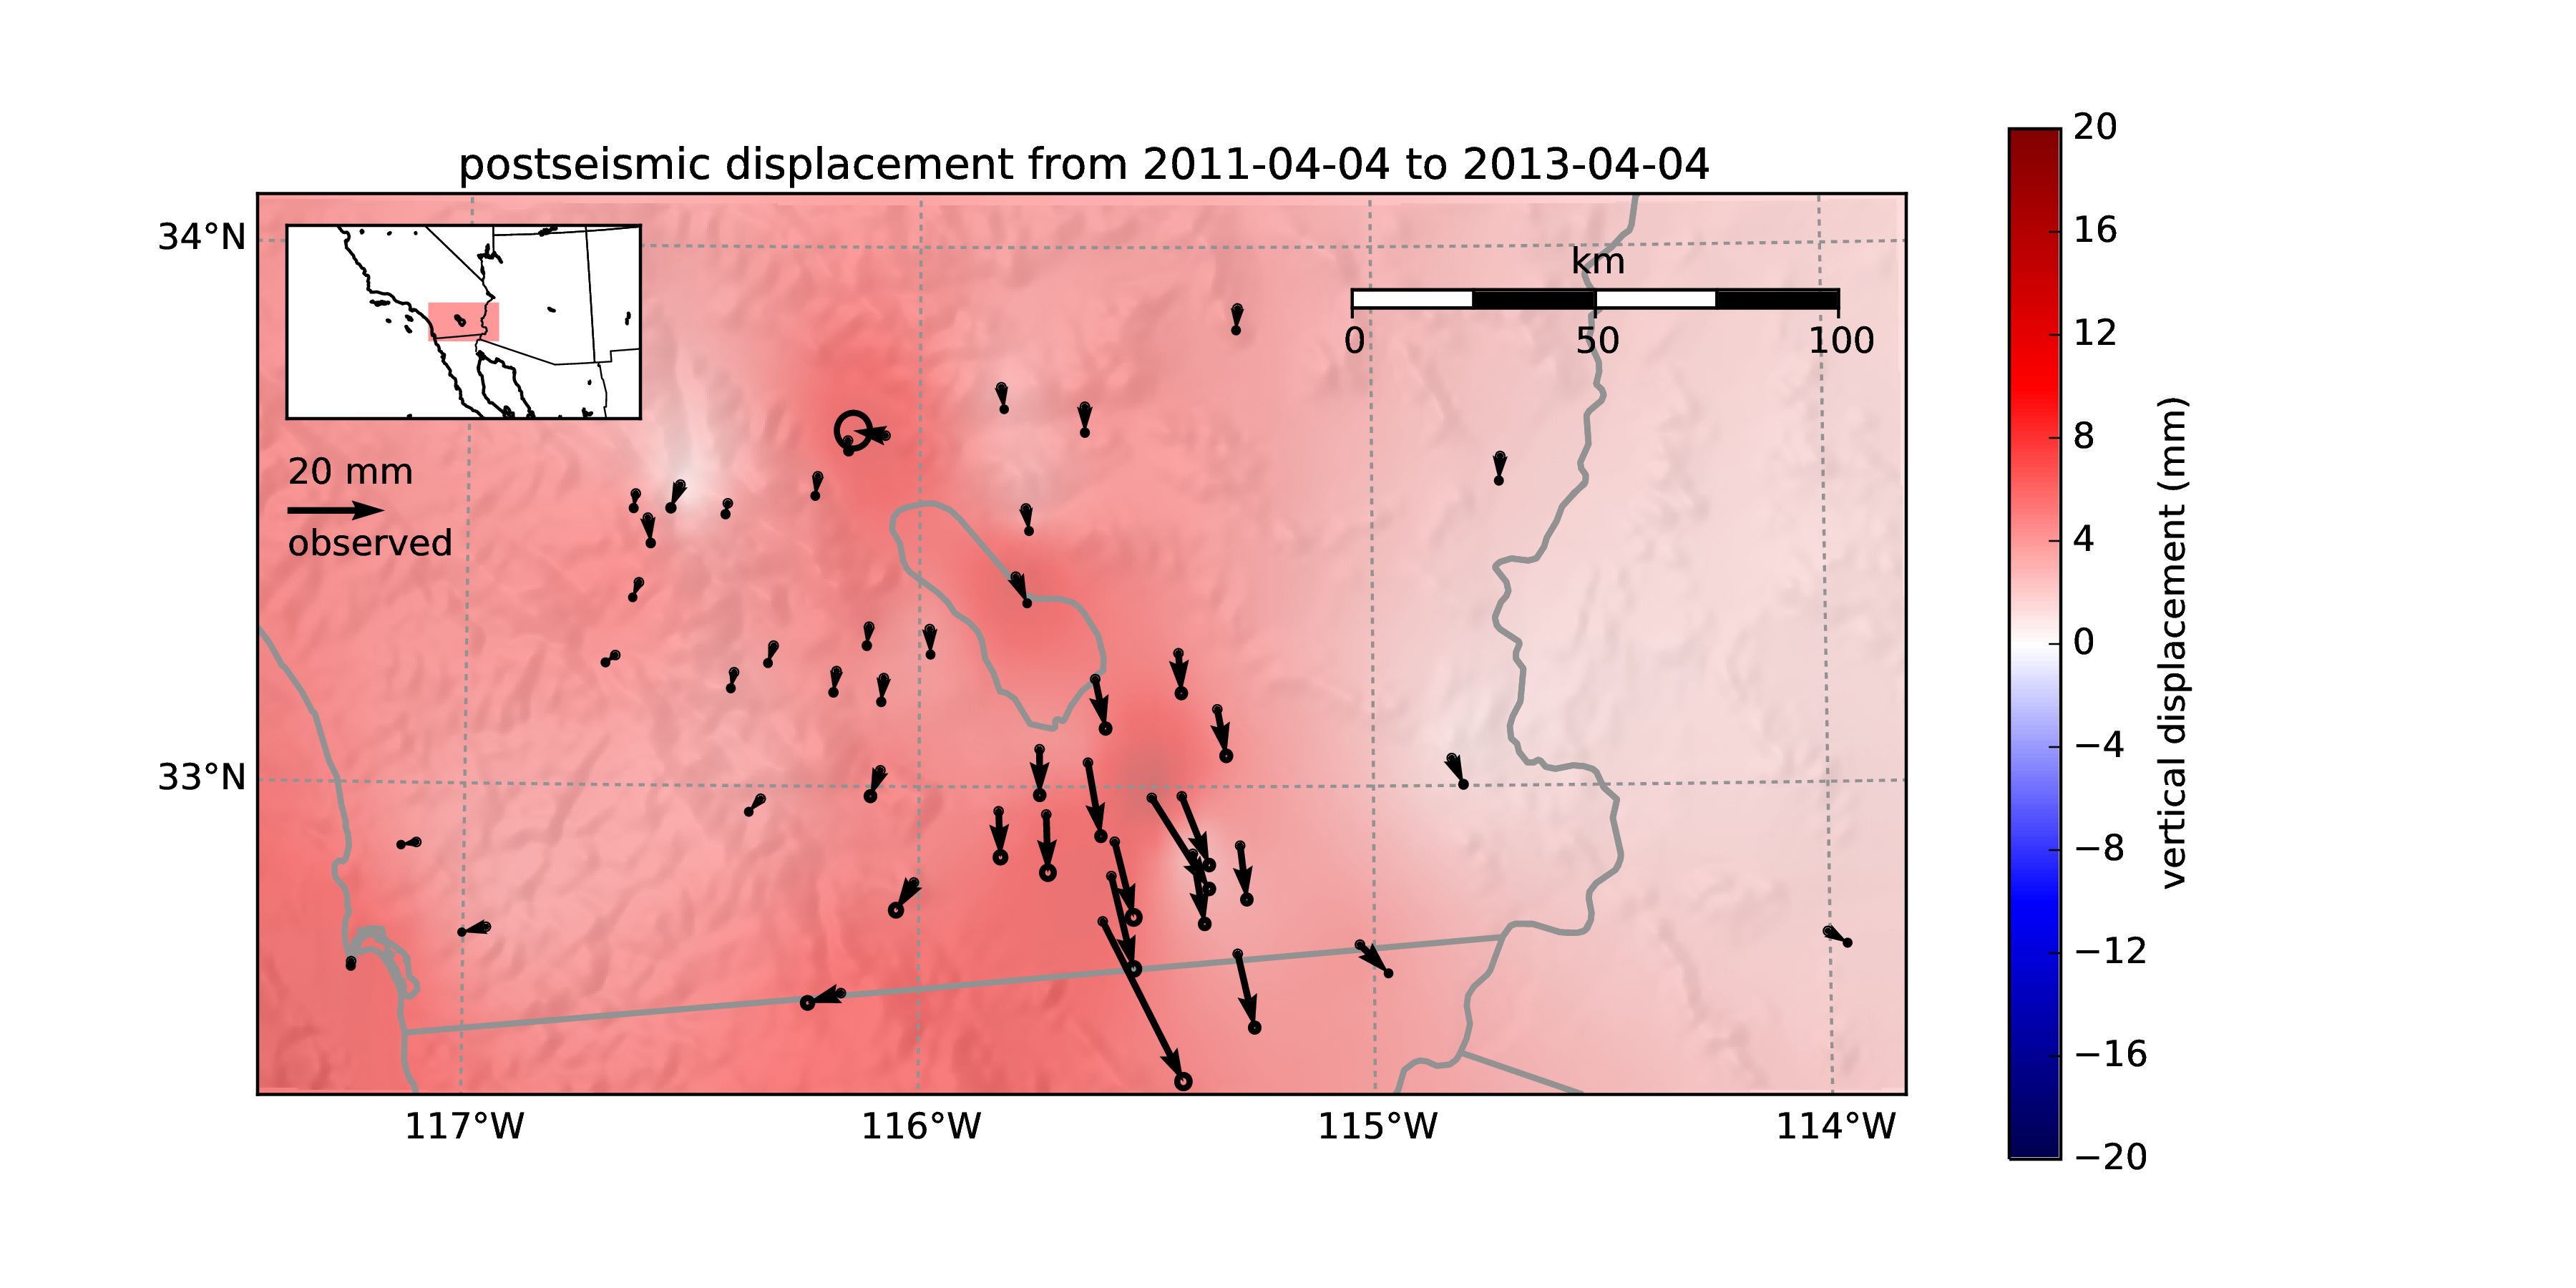 postseismic displacement from 2011-04-04 to 2013-04-04
34°N
33°N
20 mm
observed
km
0 50 100
117°W 116°W 115°W 114°W
20
16
12
8
4
0
−4
−8
−12
−16
−20
vertical displacement (mm)